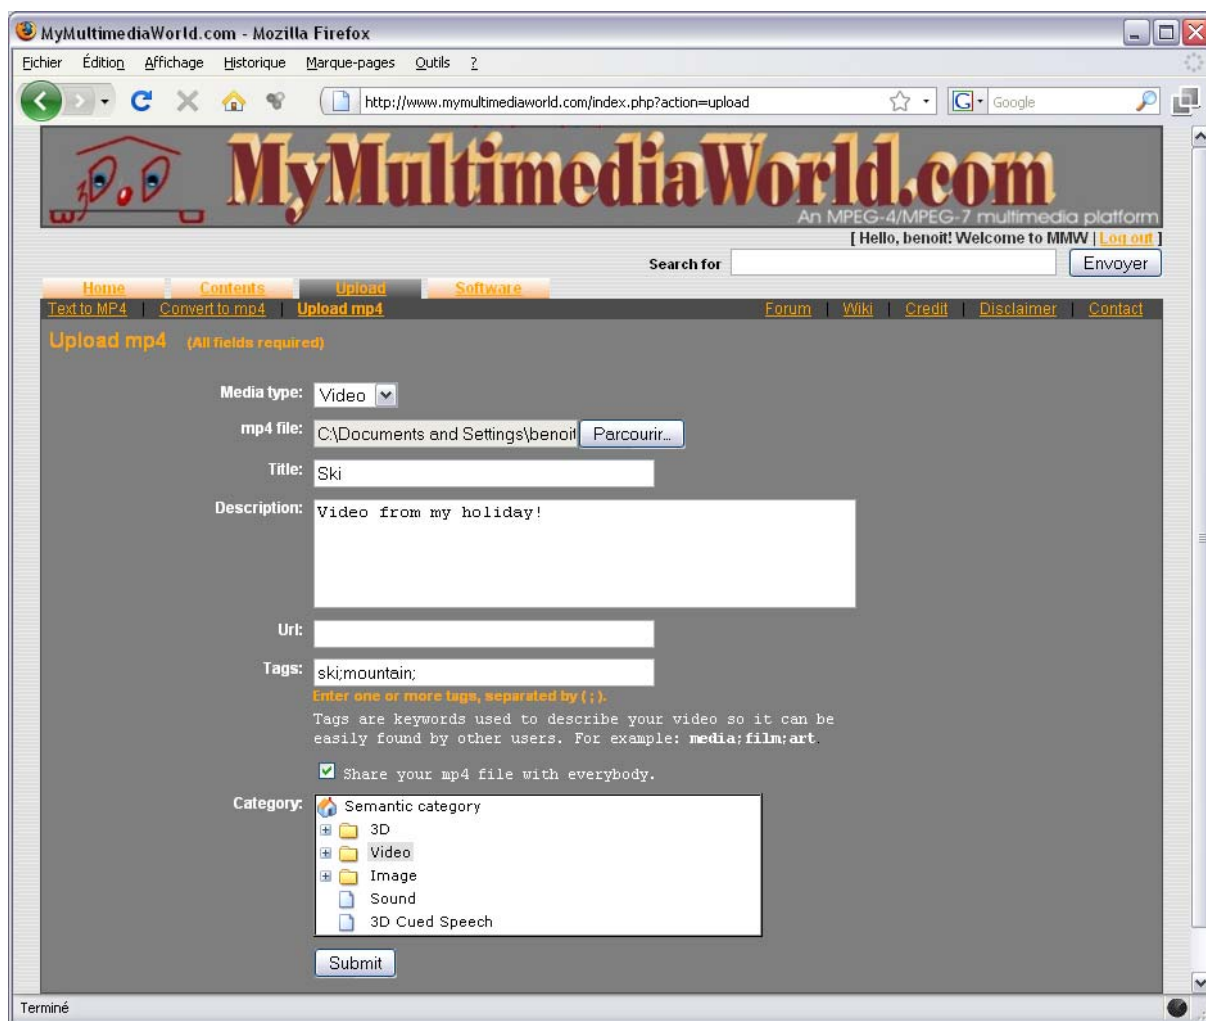 MyMultimediaWorld.com - Mozilla Firefox
Fichier Édition Affichage Historique Marque-pages Outils ?
http://www.mymultimediaworld.com/index.php?action=upload G Google
MyMultimediaWorld.com
An MPEG-4/MPEG-7 multimedia platform
[ Hello, benoit! Welcome to MMW | Log out ]
Search for Envoyer
Home Contents Upload Software
Text to MP4 | Convert to mp4 | Upload mp4 Forum | Wiki | Credit | Disclaimer | Contact
Upload mp4 (All fields required)
Media type: Video
mp4 file: C:\Documents and Settings\benoit Parcourir...
Title: Ski
Description: Video from my holiday!
Url:
Tags: ski;mountain;
Enter one or more tags, separated by ( ; ).
Tags are keywords used to describe your video so it can be
easily found by other users. For example: media;film;art.
Share your mp4 file with everybody.
Category: Semantic category
3D
Video
Image
Sound
3D Cued Speech
Submit
Terminé